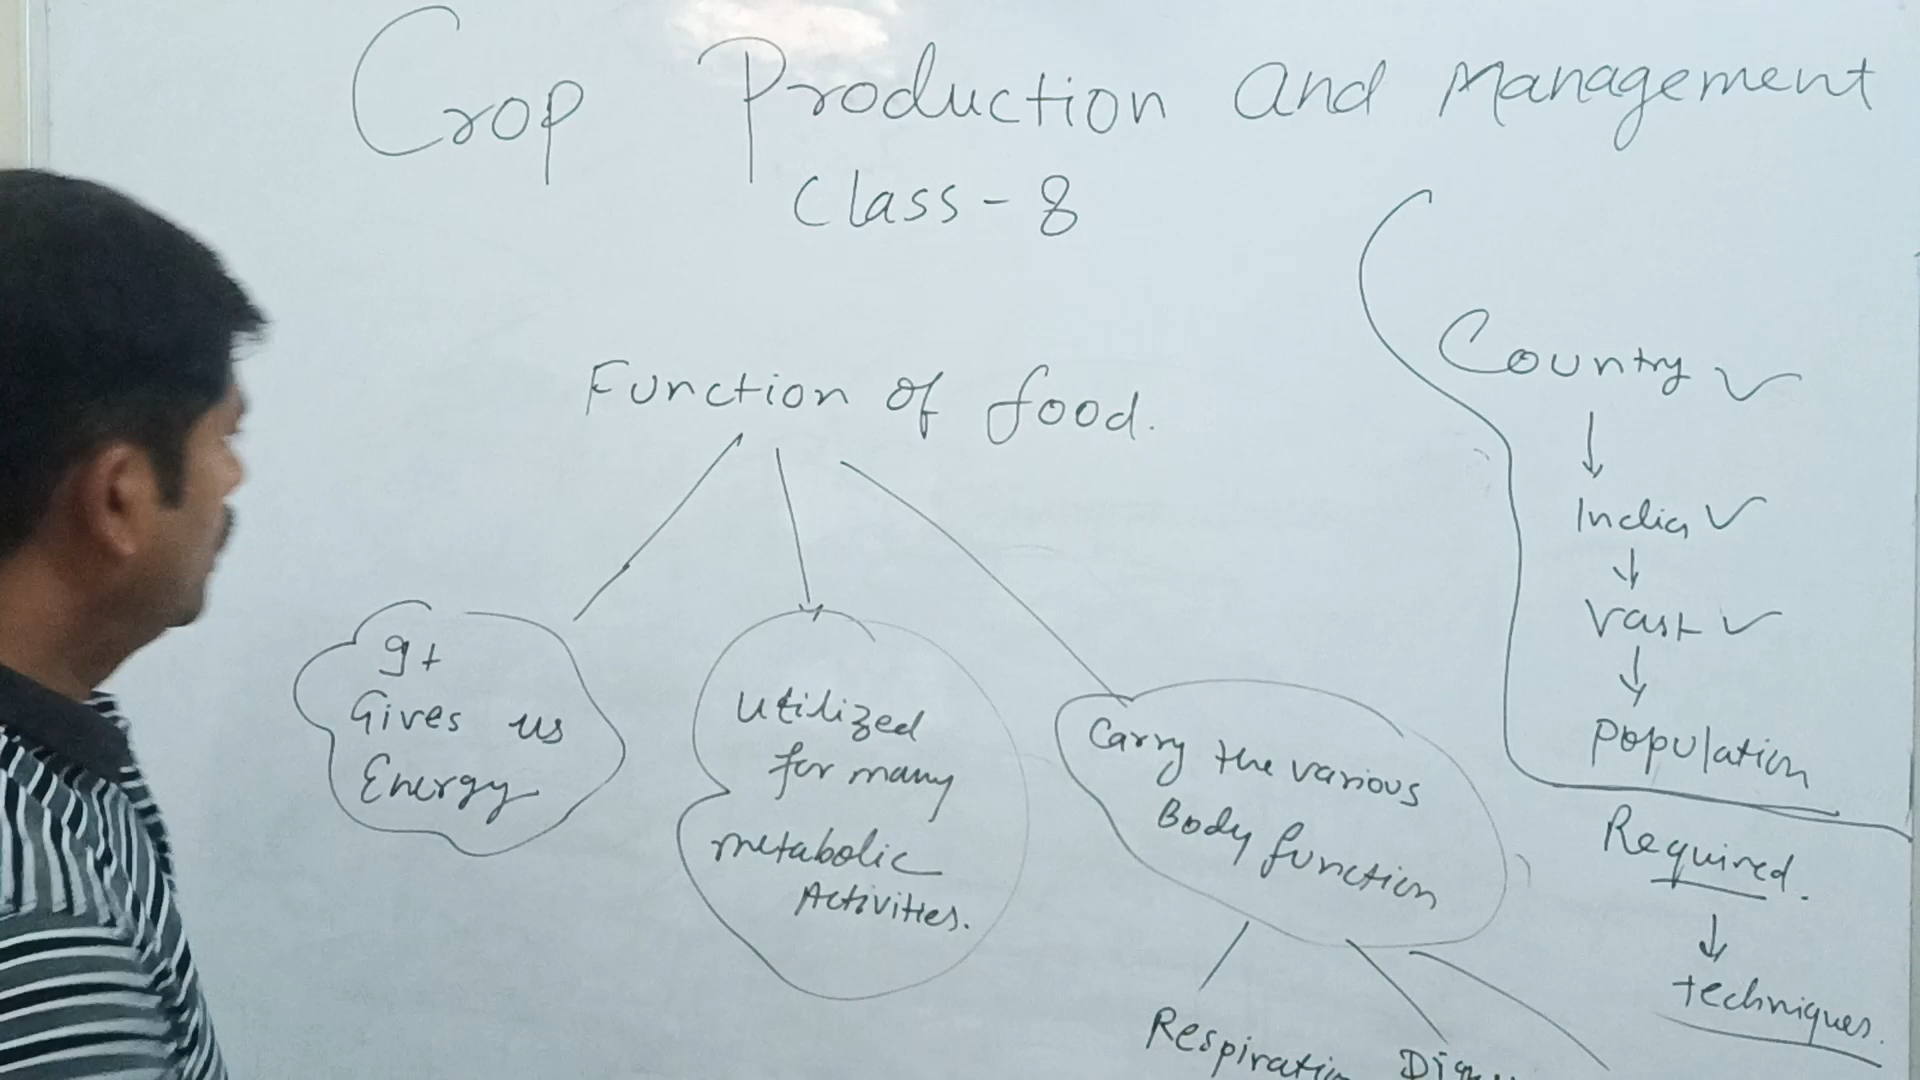 Crop Production and Management
Class - 8
Function of food.
It
Gives us
Energy
Utilized
for many
metabolic
Activities.
Carry the various
Body function
Respiration
Country ✓
↓
India ✓
↓
Vast ✓
↓
Population
Required.
↓
techniques.